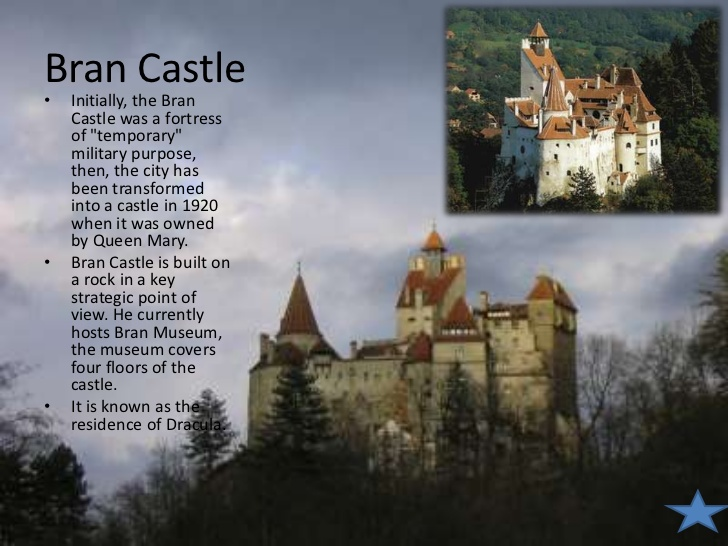 Bran Castle
• Initially, the Bran
Castle was a fortress
of "temporary"
military purpose,
then, the city has
been transformed
into a castle in 1920
when it was owned
by Queen Mary.
• Bran Castle is built on
a rock in a key
strategic point of
view. He currently
hosts Bran Museum,
the museum covers
four floors of the
castle.
• It is known as the
residence of Dracula.